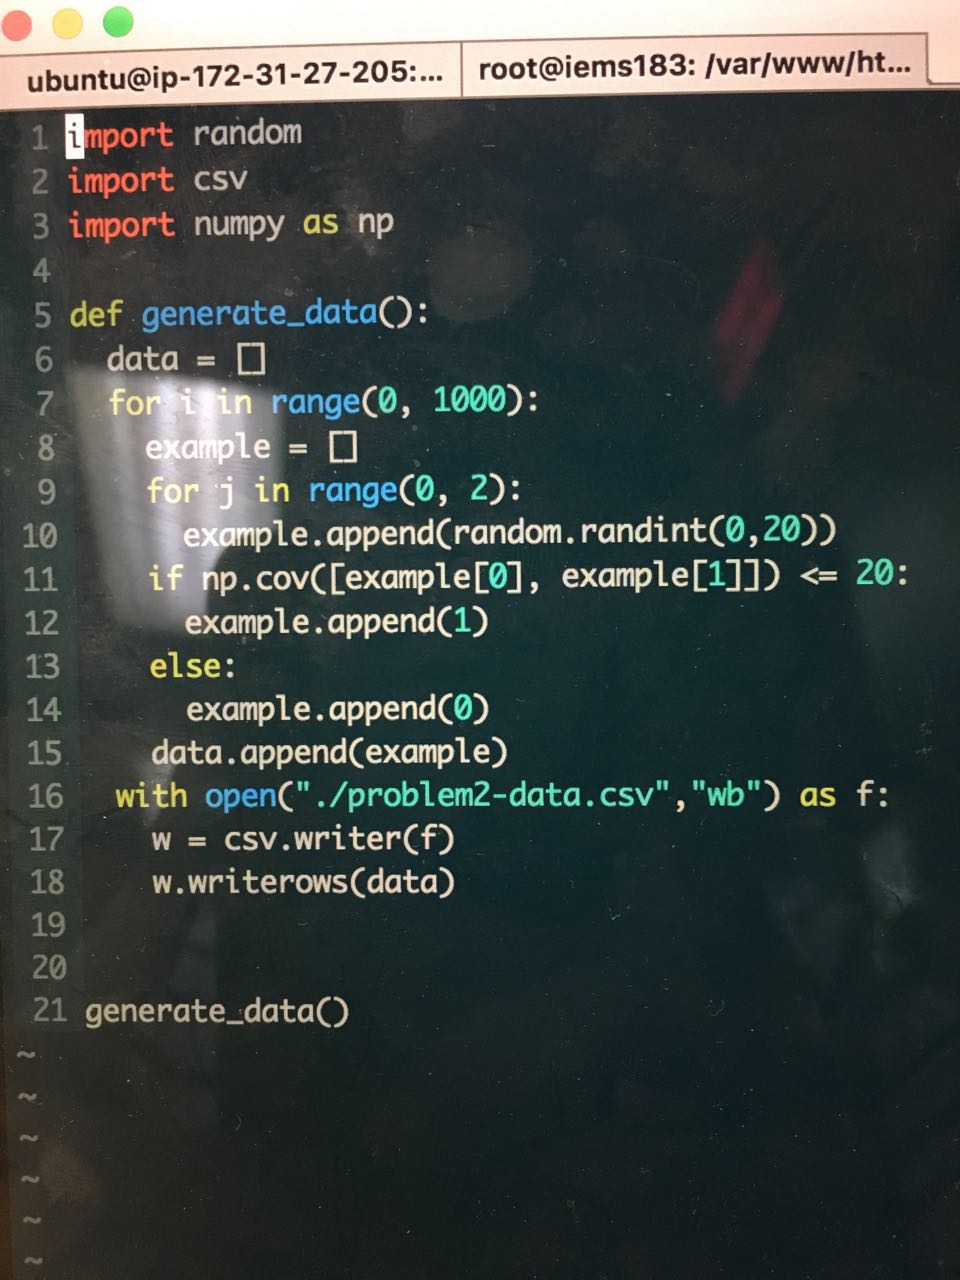 ubuntu@ip-172-31-27-205:... root@iems183: /var/www/ht...
1 import random
2 import csv
3 import numpy as np
4
5 def generate_data():
6   data = []
7   for i in range(0, 1000):
8     example = []
9     for j in range(0, 2):
10       example.append(random.randint(0,20))
11     if np.cov([example[0], example[1]]) <= 20:
12       example.append(1)
13     else:
14       example.append(0)
15     data.append(example)
16   with open("./problem2-data.csv","wb") as f:
17     w = csv.writer(f)
18     w.writerows(data)
19
20
21 generate_data()
~
~
~
~
~
~